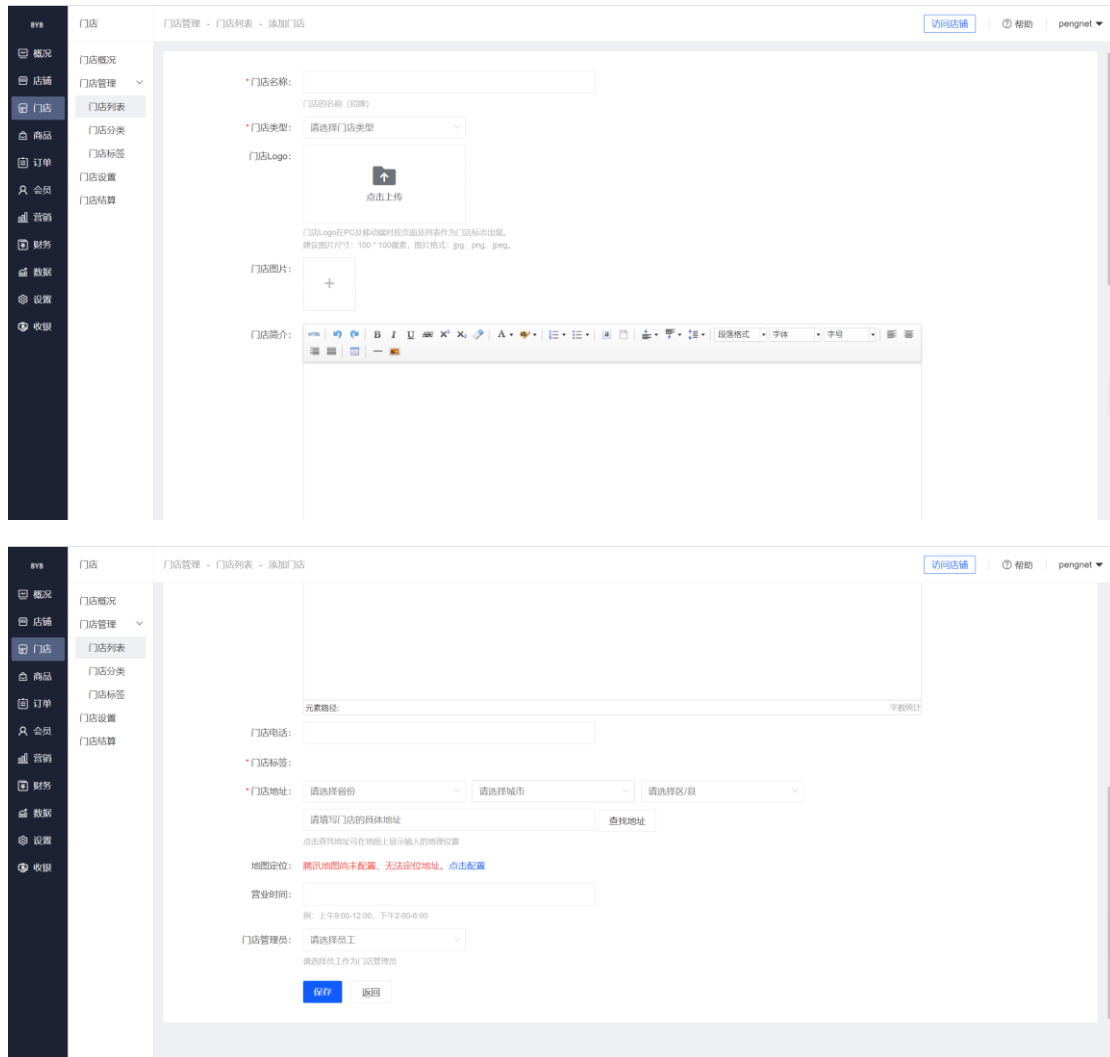 BYB 门店 门店管理 - 门店列表 - 添加门店 访问店铺 帮助 pengnet
概况
店铺
门店
商品
订单
会员
营销
财务
数据
设置
收银
门店概况
门店管理
门店列表
门店分类
门店标签
门店设置
门店结算
*门店名称:
门店的名称（招牌）
*门店类型: 请选择门店类型
门店Logo:
点击上传
门店Logo在PC及移动端对应页面及列表作为门店标志出现。
建议图片尺寸：100 * 100像素，图片格式：jpg、png、jpeg。
门店图片:
+
门店简介: HTML B I U ABC X² X₂ A 段落格式 字体 字号
BYB 门店 门店管理 - 门店列表 - 添加门店 访问店铺 帮助 pengnet
概况
店铺
门店
商品
订单
会员
营销
财务
数据
设置
收银
门店概况
门店管理
门店列表
门店分类
门店标签
门店设置
门店结算
元素路径: 字数统计
门店电话:
*门店标签:
*门店地址: 请选择省份 请选择城市 请选择区/县
请填写门店的具体地址 查找地址
点击查找地址可在地图上显示输入的地理位置
地图定位: 腾讯地图尚未配置，无法定位地址。点击配置
营业时间:
例：上午9:00-12:00，下午2:00-6:00
门店管理员: 请选择员工
请选择员工作为门店管理员
保存 返回